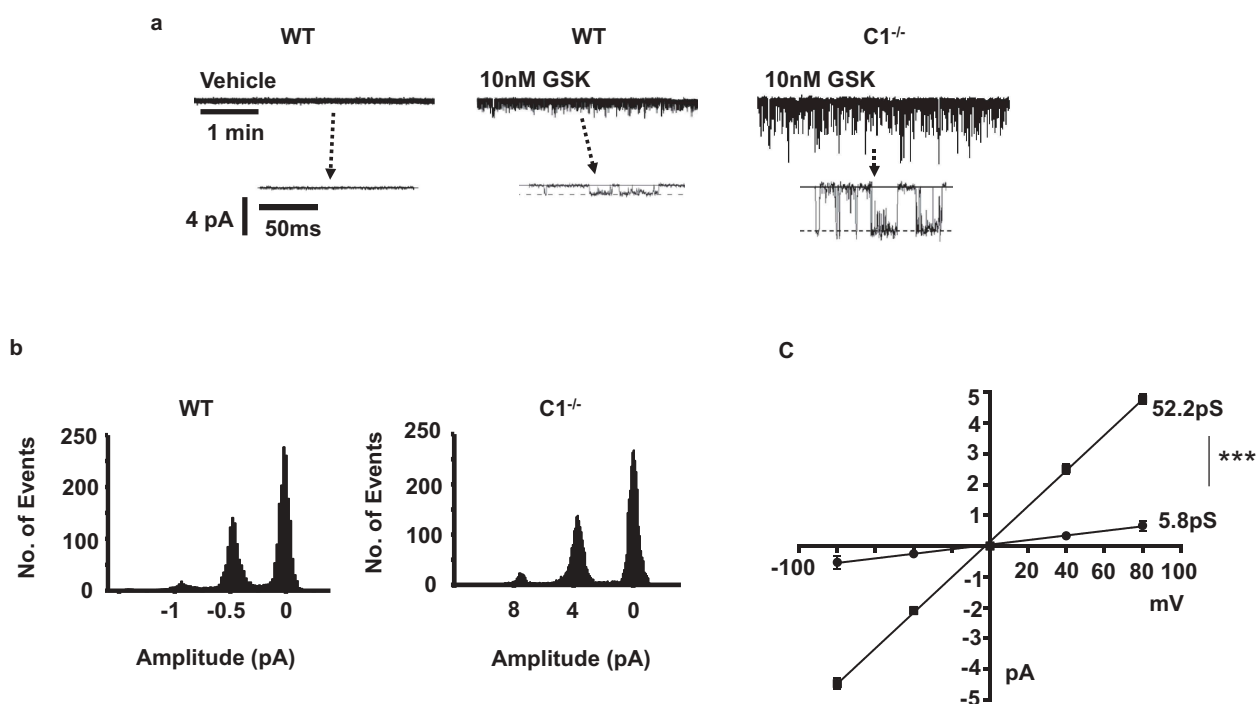 a
WT
WT
C1-/-
Vehicle
10nM GSK
10nM GSK
1 min
4 pA
50ms
b
C
WT
C1-/-
No. of Events
250
200
100
0
-1
-0.5
0
Amplitude (pA)
No. of Events
250
200
100
0
8
4
0
Amplitude (pA)
5
4
3
2
1
-1
-2
-3
-4
-5
-100
20
40
60
80
100
mV
pA
52.2pS
5.8pS
***